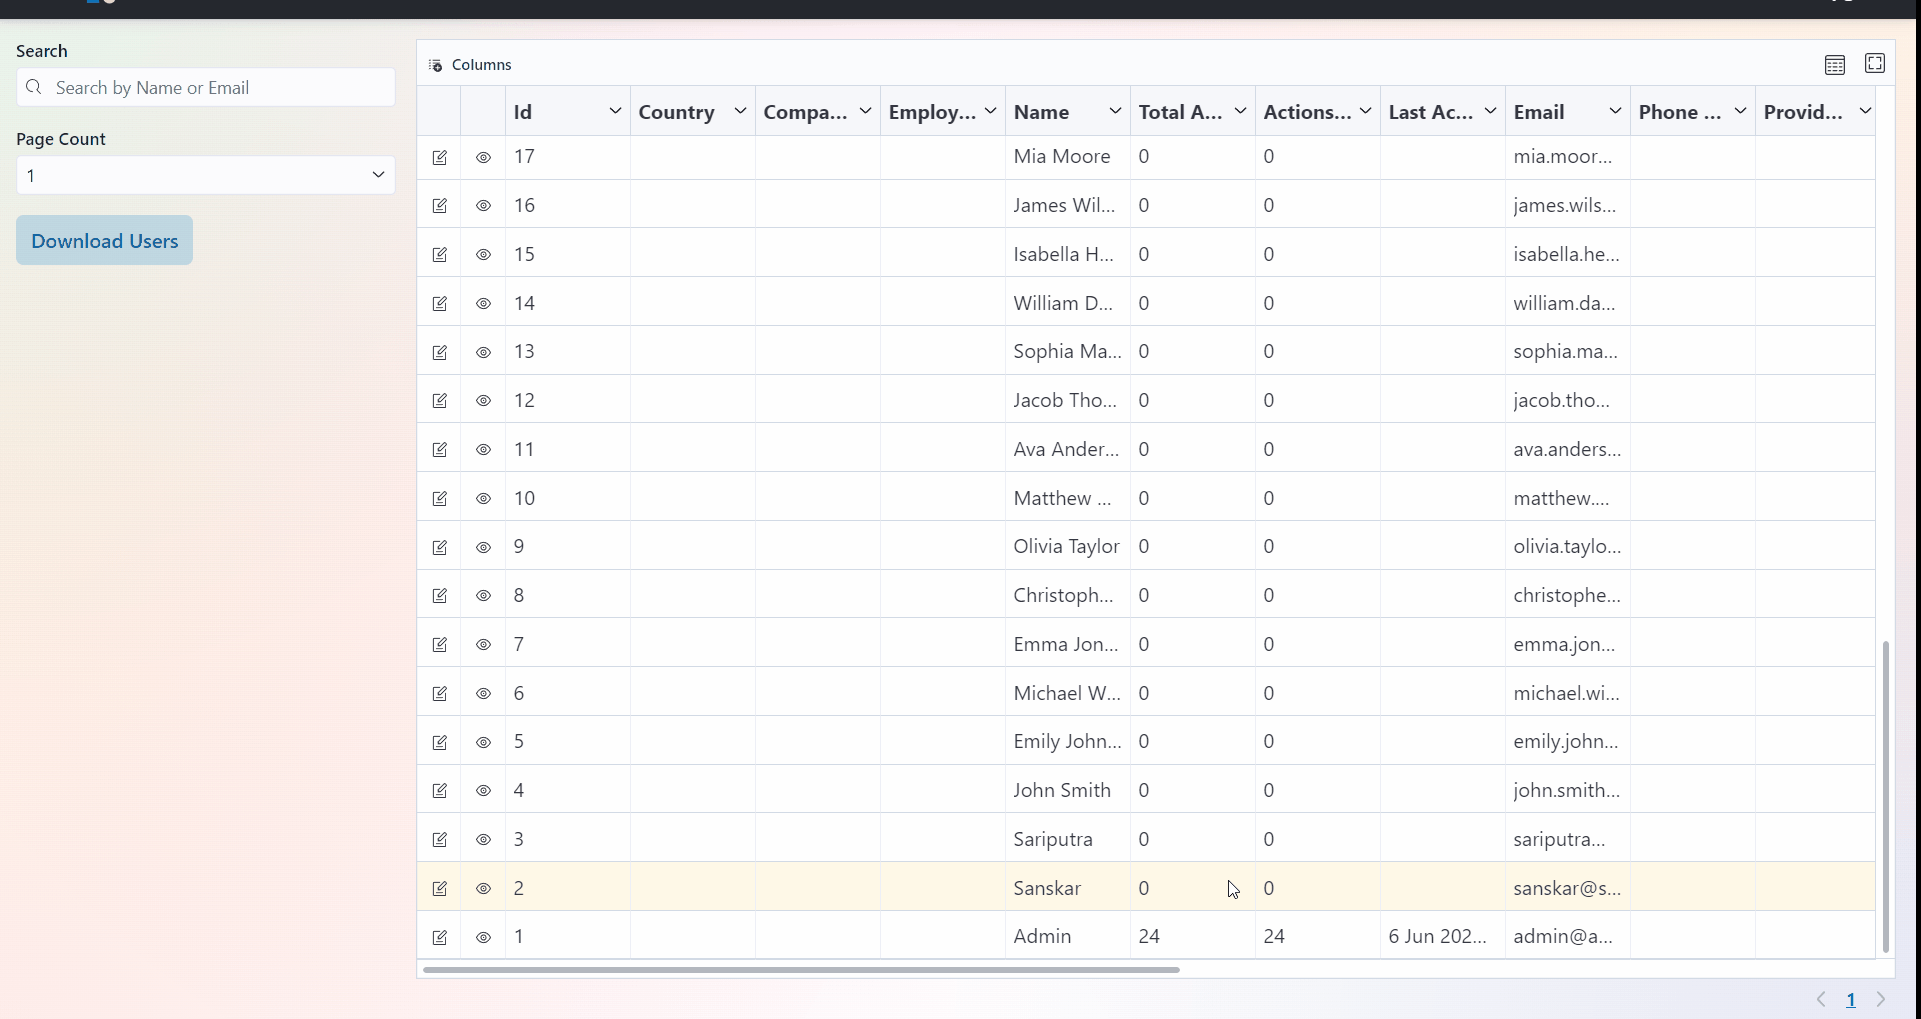 Search
Search by Name or Email
Page Count
1
Download Users
Columns
Id Country Compa... Employ... Name Total A... Actions... Last Ac... Email Phone ... Provid...
17 Mia Moore 0 0 mia.moor...
16 James Wil... 0 0 james.wils...
15 Isabella H... 0 0 isabella.he...
14 William D... 0 0 william.da...
13 Sophia Ma... 0 0 sophia.ma...
12 Jacob Tho... 0 0 jacob.tho...
11 Ava Ander... 0 0 ava.anders...
10 Matthew ... 0 0 matthew....
9 Olivia Taylor 0 0 olivia.taylo...
8 Christoph... 0 0 christophe...
7 Emma Jon... 0 0 emma.jon...
6 Michael W... 0 0 michael.wi...
5 Emily John... 0 0 emily.john...
4 John Smith 0 0 john.smith...
3 Sariputra 0 0 sariputra...
2 Sanskar 0 0 sanskar@s...
1 Admin 24 24 6 Jun 202... admin@a...
1